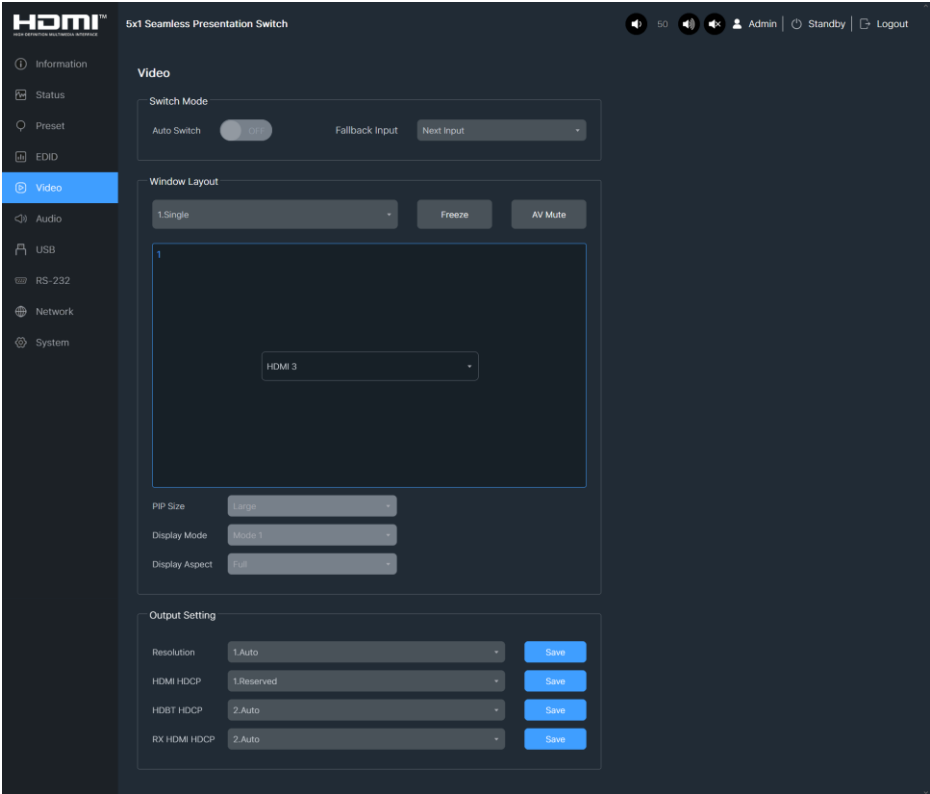 HDMI™
HIGH DEFINITION MULTIMEDIA INTERFACE
5x1 Seamless Presentation Switch
50
Admin
Standby
Logout
Information
Status
Preset
EDID
Video
Audio
USB
RS-232
Network
System
Video
Switch Mode
Auto Switch
OFF
Fallback Input
Next Input
Window Layout
1.Single
Freeze
AV Mute
1
HDMI 3
PIP Size
Large
Display Mode
Mode 1
Display Aspect
Full
Output Setting
Resolution
1.Auto
Save
HDMI HDCP
1.Reserved
Save
HDBT HDCP
2.Auto
Save
RX HDMI HDCP
2.Auto
Save